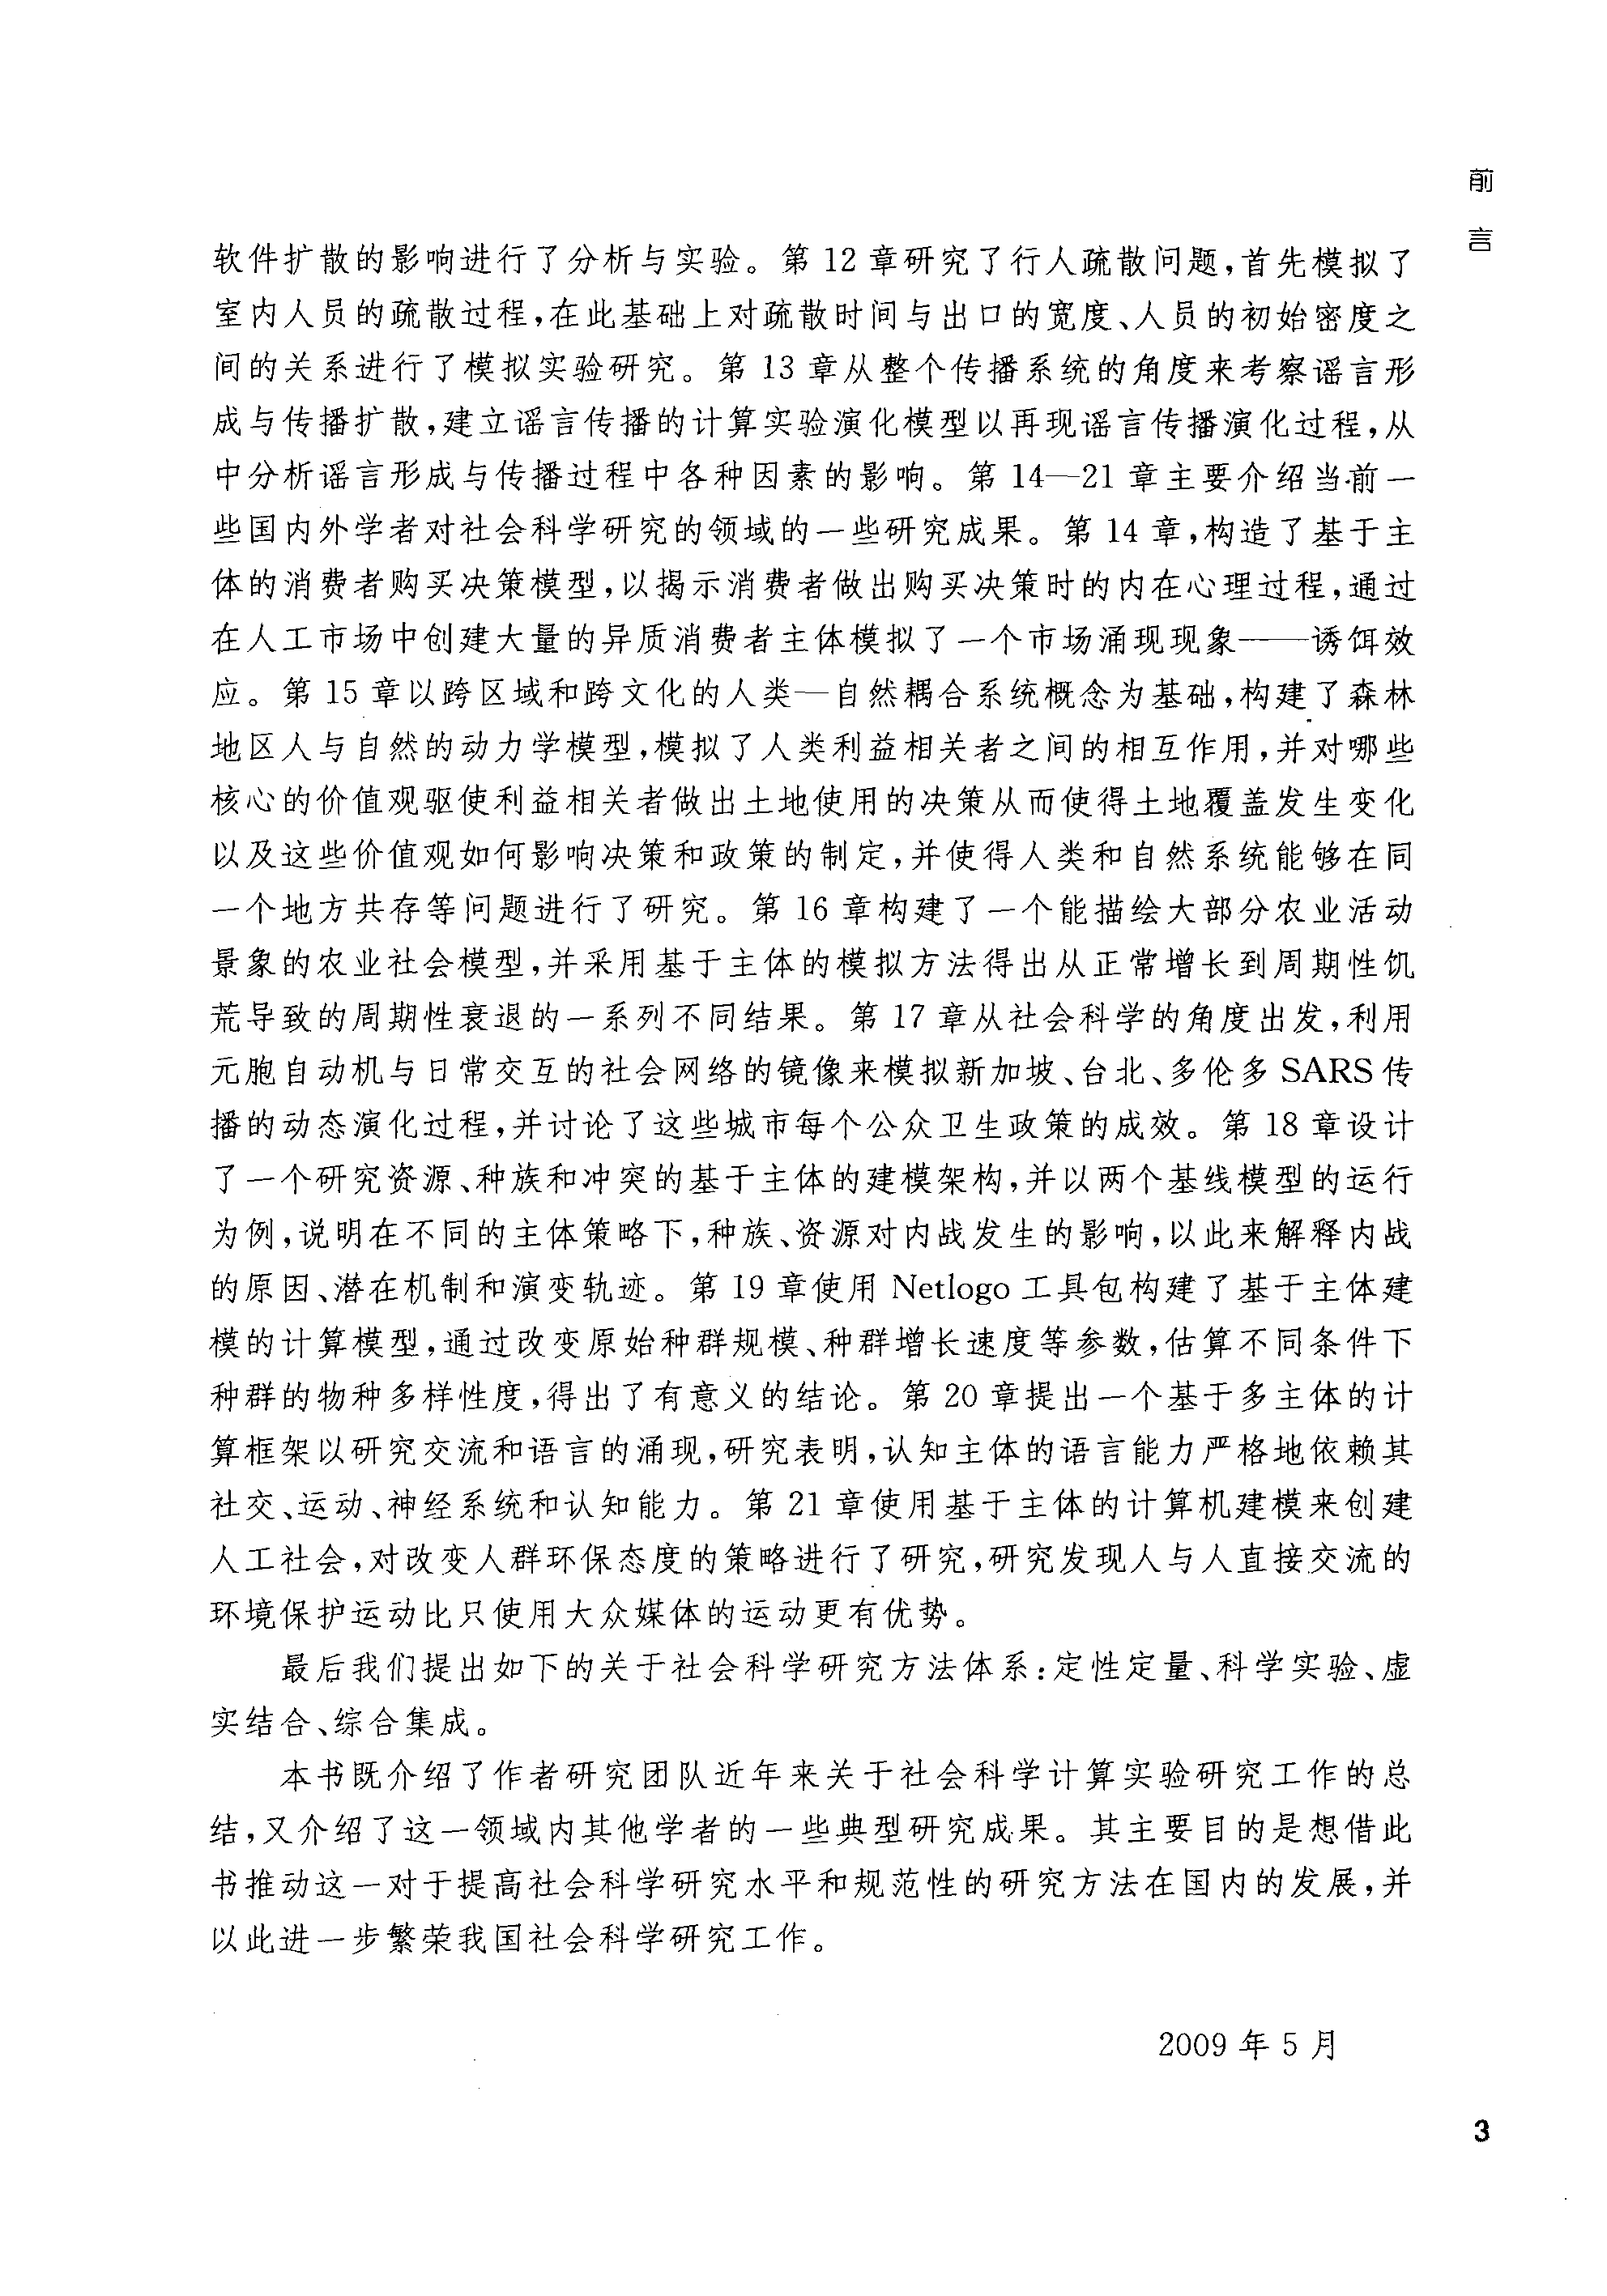 前言
软件扩散的影响进行了分析与实验。第 12 章研究了行人疏散问题,首先模拟了
室内人员的疏散过程,在此基础上对疏散时间与出口的宽度、人员的初始密度之
间的关系进行了模拟实验研究。第 13 章从整个传播系统的角度来考察谣言形
成与传播扩散,建立谣言传播的计算实验演化模型以再现谣言传播演化过程,从
中分析谣言形成与传播过程中各种因素的影响。第 14—21 章主要介绍当前一
些国内外学者对社会科学研究的领域的一些研究成果。第 14 章,构造了基于主
体的消费者购买决策模型,以揭示消费者做出购买决策时的内在心理过程,通过
在人工市场中创建大量的异质消费者主体模拟了一个市场涌现现象——诱饵效
应。第 15 章以跨区域和跨文化的人类—自然耦合系统概念为基础,构建了森林
地区人与自然的动力学模型,模拟了人类利益相关者之间的相互作用,并对哪些
核心的价值观驱使利益相关者做出土地使用的决策从而使得土地覆盖发生变化
以及这些价值观如何影响决策和政策的制定,并使得人类和自然系统能够在同
一个地方共存等问题进行了研究。第 16 章构建了一个能描绘大部分农业活动
景象的农业社会模型,并采用基于主体的模拟方法得出从正常增长到周期性饥
荒导致的周期性衰退的一系列不同结果。第 17 章从社会科学的角度出发,利用
元胞自动机与日常交互的社会网络的镜像来模拟新加坡、台北、多伦多 SARS 传
播的动态演化过程,并讨论了这些城市每个公众卫生政策的成效。第 18 章设计
了一个研究资源、种族和冲突的基于主体的建模架构,并以两个基线模型的运行
为例,说明在不同的主体策略下,种族、资源对内战发生的影响,以此来解释内战
的原因、潜在机制和演变轨迹。第 19 章使用 Netlogo 工具包构建了基于主体建
模的计算模型,通过改变原始种群规模、种群增长速度等参数,估算不同条件下
种群的物种多样性度,得出了有意义的结论。第 20 章提出一个基于多主体的计
算框架以研究交流和语言的涌现,研究表明,认知主体的语言能力严格地依赖其
社交、运动、神经系统和认知能力。第 21 章使用基于主体的计算机建模来创建
人工社会,对改变人群环保态度的策略进行了研究,研究发现人与人直接交流的
环境保护运动比只使用大众媒体的运动更有优势。
最后我们提出如下的关于社会科学研究方法体系:定性定量、科学实验、虚
实结合、综合集成。
本书既介绍了作者研究团队近年来关于社会科学计算实验研究工作的总
结,又介绍了这一领域内其他学者的一些典型研究成果。其主要目的是想借此
书推动这一对于提高社会科学研究水平和规范性的研究方法在国内的发展,并
以此进一步繁荣我国社会科学研究工作。
2009 年 5 月
3